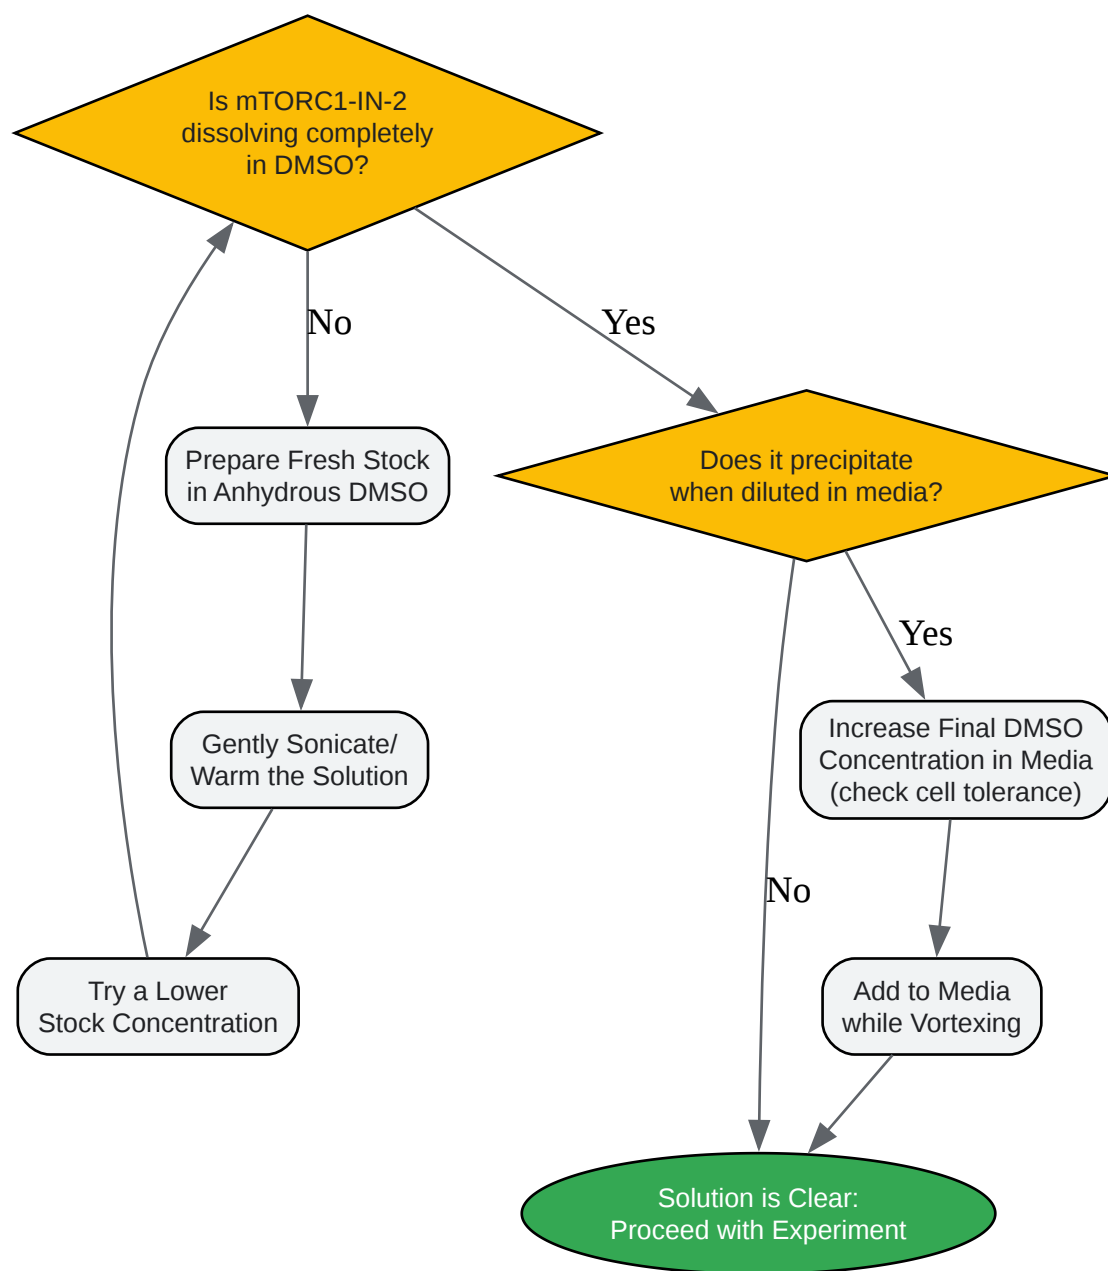 Is mTORC1-IN-2
dissolving completely
in DMSO?
No
Yes
Prepare Fresh Stock
in Anhydrous DMSO
Does it precipitate
when diluted in media?
Yes
Gently Sonicate/
Warm the Solution
Increase Final DMSO
Concentration in Media
(check cell tolerance)
No
Try a Lower
Stock Concentration
Add to Media
while Vortexing
Solution is Clear:
Proceed with Experiment